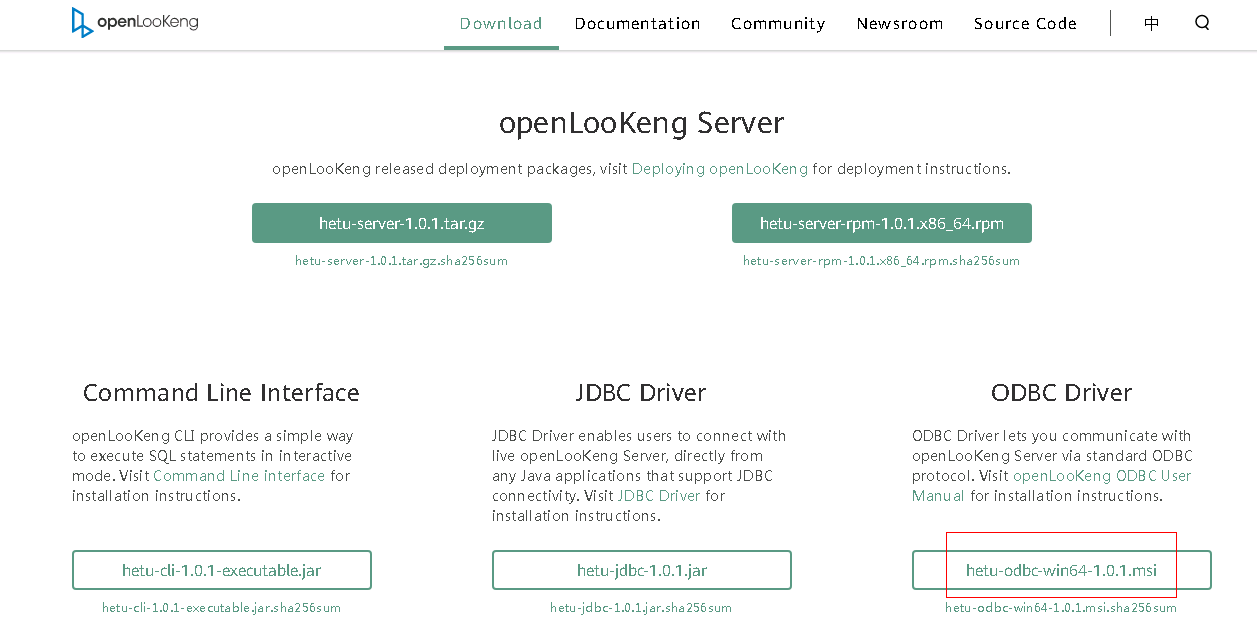 openLooKeng
Download Documentation Community Newsroom Source Code 中
openLooKeng Server
openLooKeng released deployment packages, visit Deploying openLooKeng for deployment instructions.
hetu-server-1.0.1.tar.gz
hetu-server-1.0.1.tar.gz.sha256sum
hetu-server-rpm-1.0.1.x86_64.rpm
hetu-server-rpm-1.0.1.x86_64.rpm.sha256sum
Command Line Interface
openLooKeng CLI provides a simple way
to execute SQL statements in interactive
mode. Visit Command Line interface for
installation instructions.
hetu-cli-1.0.1-executable.jar
hetu-cli-1.0.1-executable.jar.sha256sum
JDBC Driver
JDBC Driver enables users to connect with
live openLooKeng Server, directly from
any Java applications that support JDBC
connectivity. Visit JDBC Driver for
installation instructions.
hetu-jdbc-1.0.1.jar
hetu-jdbc-1.0.1.jar.sha256sum
ODBC Driver
ODBC Driver lets you communicate with
openLooKeng Server via standard ODBC
protocol. Visit openLooKeng ODBC User
Manual for installation instructions.
hetu-odbc-win64-1.0.1.msi
hetu-odbc-win64-1.0.1.msi.sha256sum